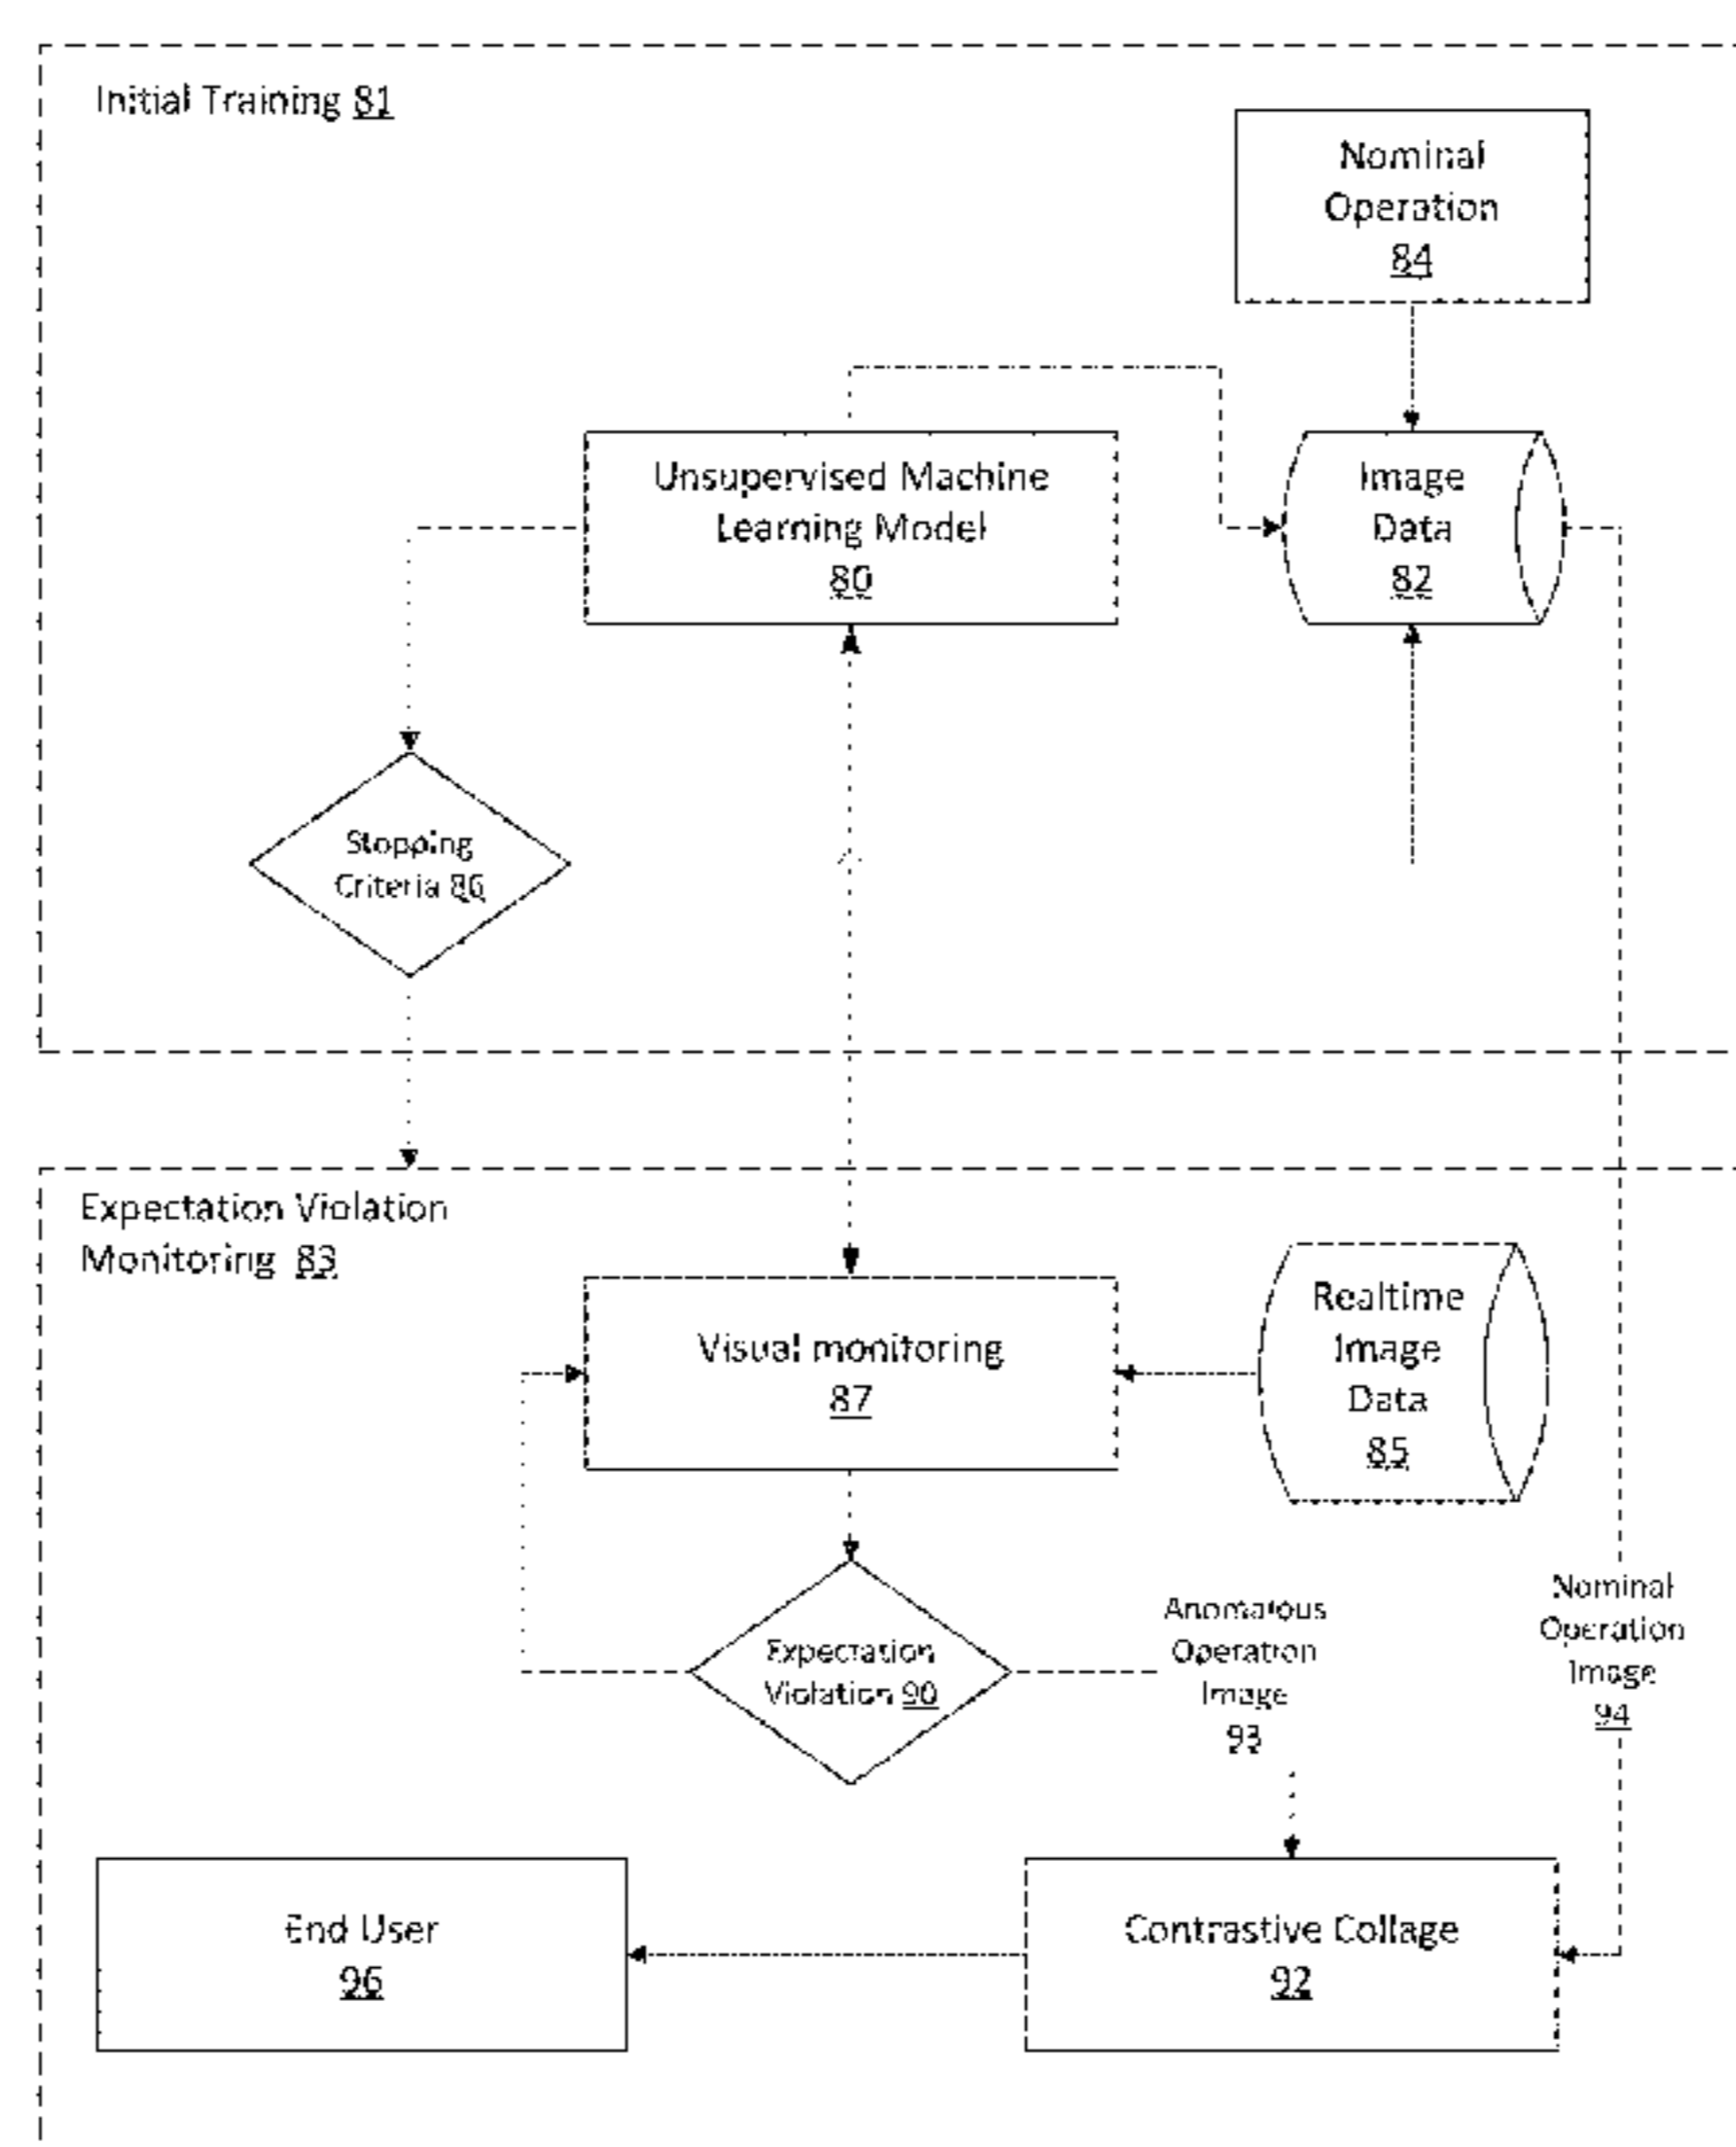 Initial Training 81
Nominal
Operation
84
Unsupervised Machine
Learning Model
80
Image
Data
82
Stopping
Criteria 86
Expectation Violation
Monitoring 83
Visual monitoring
87
Realtime
Image
Data
85
Expectation
Violation 90
Anomalous
Operation
Image
93
Nominal
Operation
Image
94
End User
96
Contrastive Collage
92